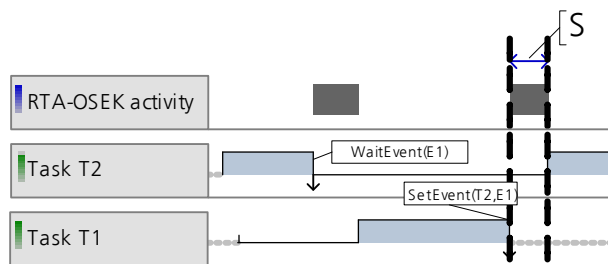 S
RTA-OSEK activity
WaitEvent(E1)
Task T2
SetEvent(T2,E1)
Task T1